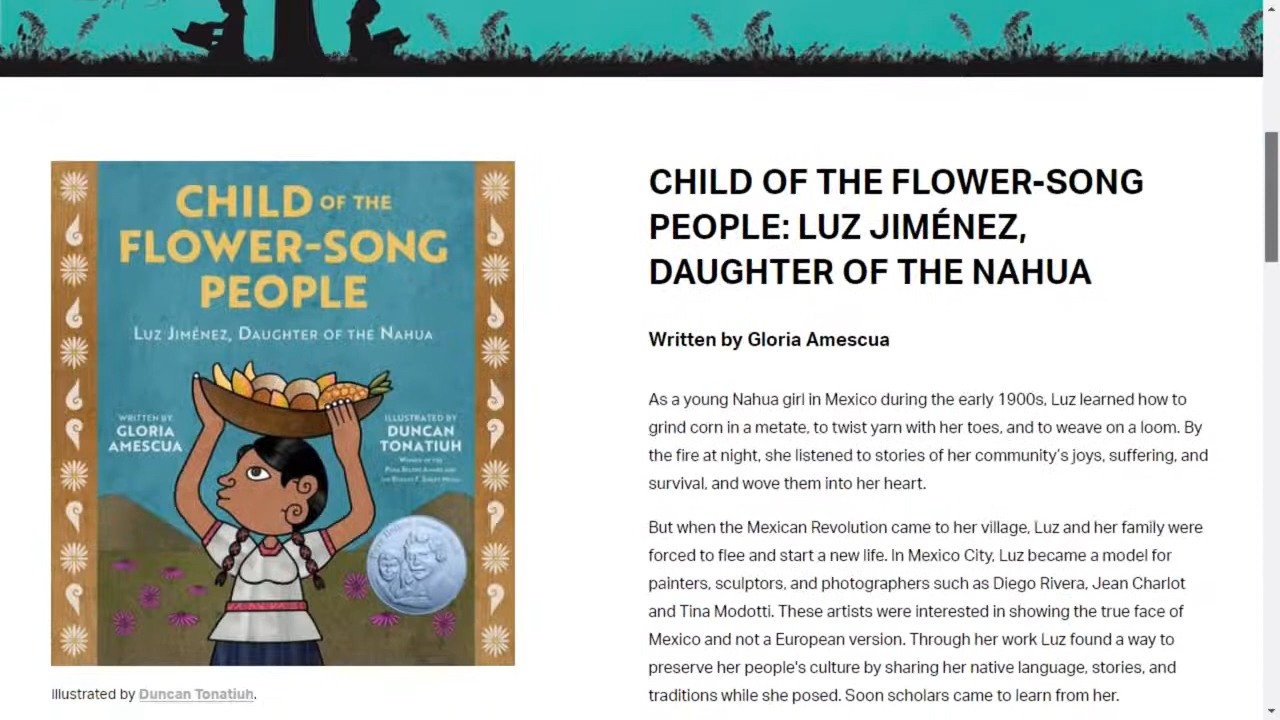 CHILD OF THE
FLOWER-SONG
PEOPLE
LUZ JIMÉNEZ, DAUGHTER OF THE NAHUA
WRITTEN BY
GLORIA
AMESCUA
ILLUSTRATED BY
DUNCAN
TONATIUH
Illustrated by Duncan Tonatiuh.
CHILD OF THE FLOWER-SONG
PEOPLE: LUZ JIMÉNEZ,
DAUGHTER OF THE NAHUA
Written by Gloria Amescua
As a young Nahua girl in Mexico during the early 1900s, Luz learned how to
grind corn in a metate, to twist yarn with her toes, and to weave on a loom. By
the fire at night, she listened to stories of her community's joys, suffering, and
survival, and wove them into her heart.
But when the Mexican Revolution came to her village, Luz and her family were
forced to flee and start a new life. In Mexico City, Luz became a model for
painters, sculptors, and photographers such as Diego Rivera, Jean Charlot
and Tina Modotti. These artists were interested in showing the true face of
Mexico and not a European version. Through her work Luz found a way to
preserve her people's culture by sharing her native language, stories, and
traditions while she posed. Soon scholars came to learn from her.